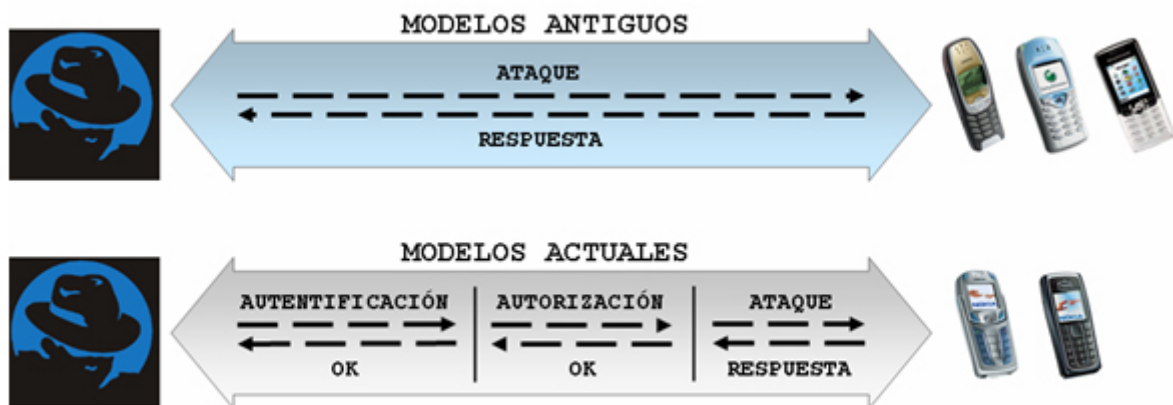 MODELOS ANTIGUOS
ATAQUE
RESPUESTA
MODELOS ACTUALES
AUTENTIFICACIÓN AUTORIZACIÓN ATAQUE
OK OK RESPUESTA